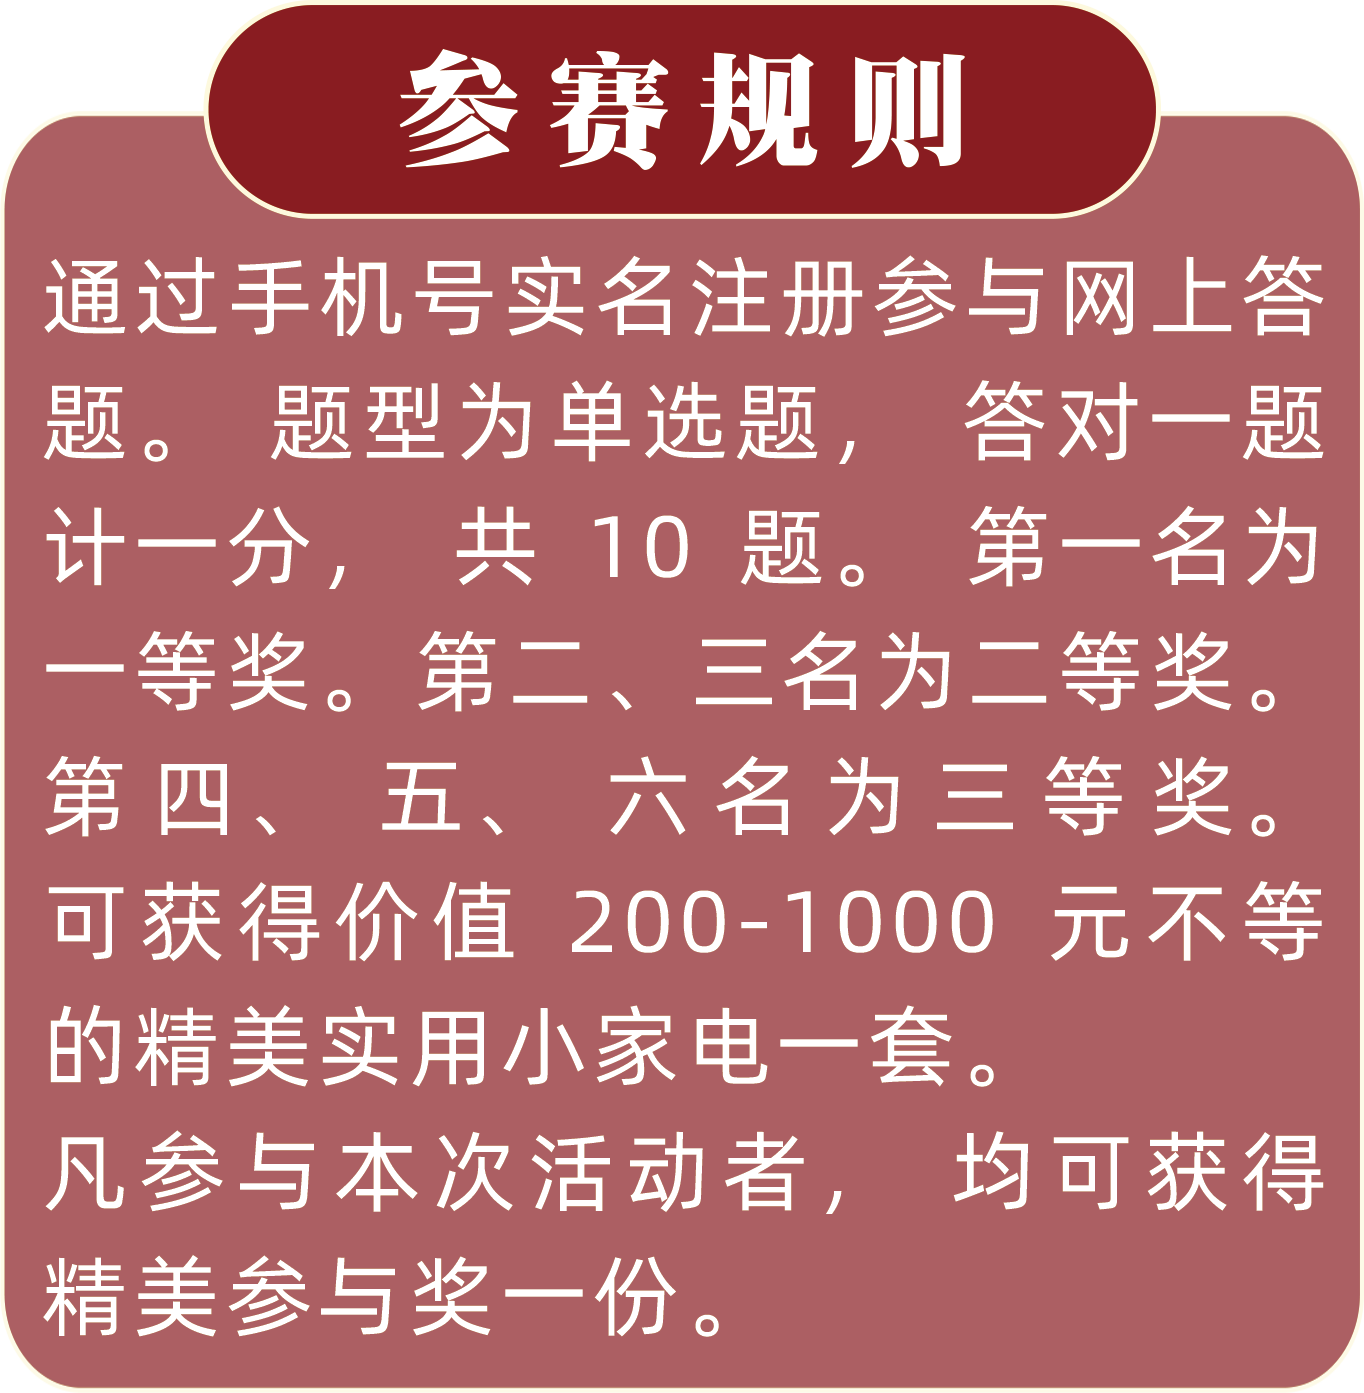 参赛规则
通过手机号实名注册参与网上答
题。 题型为单选题， 答对一题
计一分， 共 10 题。 第一名为
一等奖。第二、三名为二等奖。
第四、 五、 六名为三等奖。
可获得价值 200-1000 元不等
的精美实用小家电一套。
凡参与本次活动者， 均可获得
精美参与奖一份。